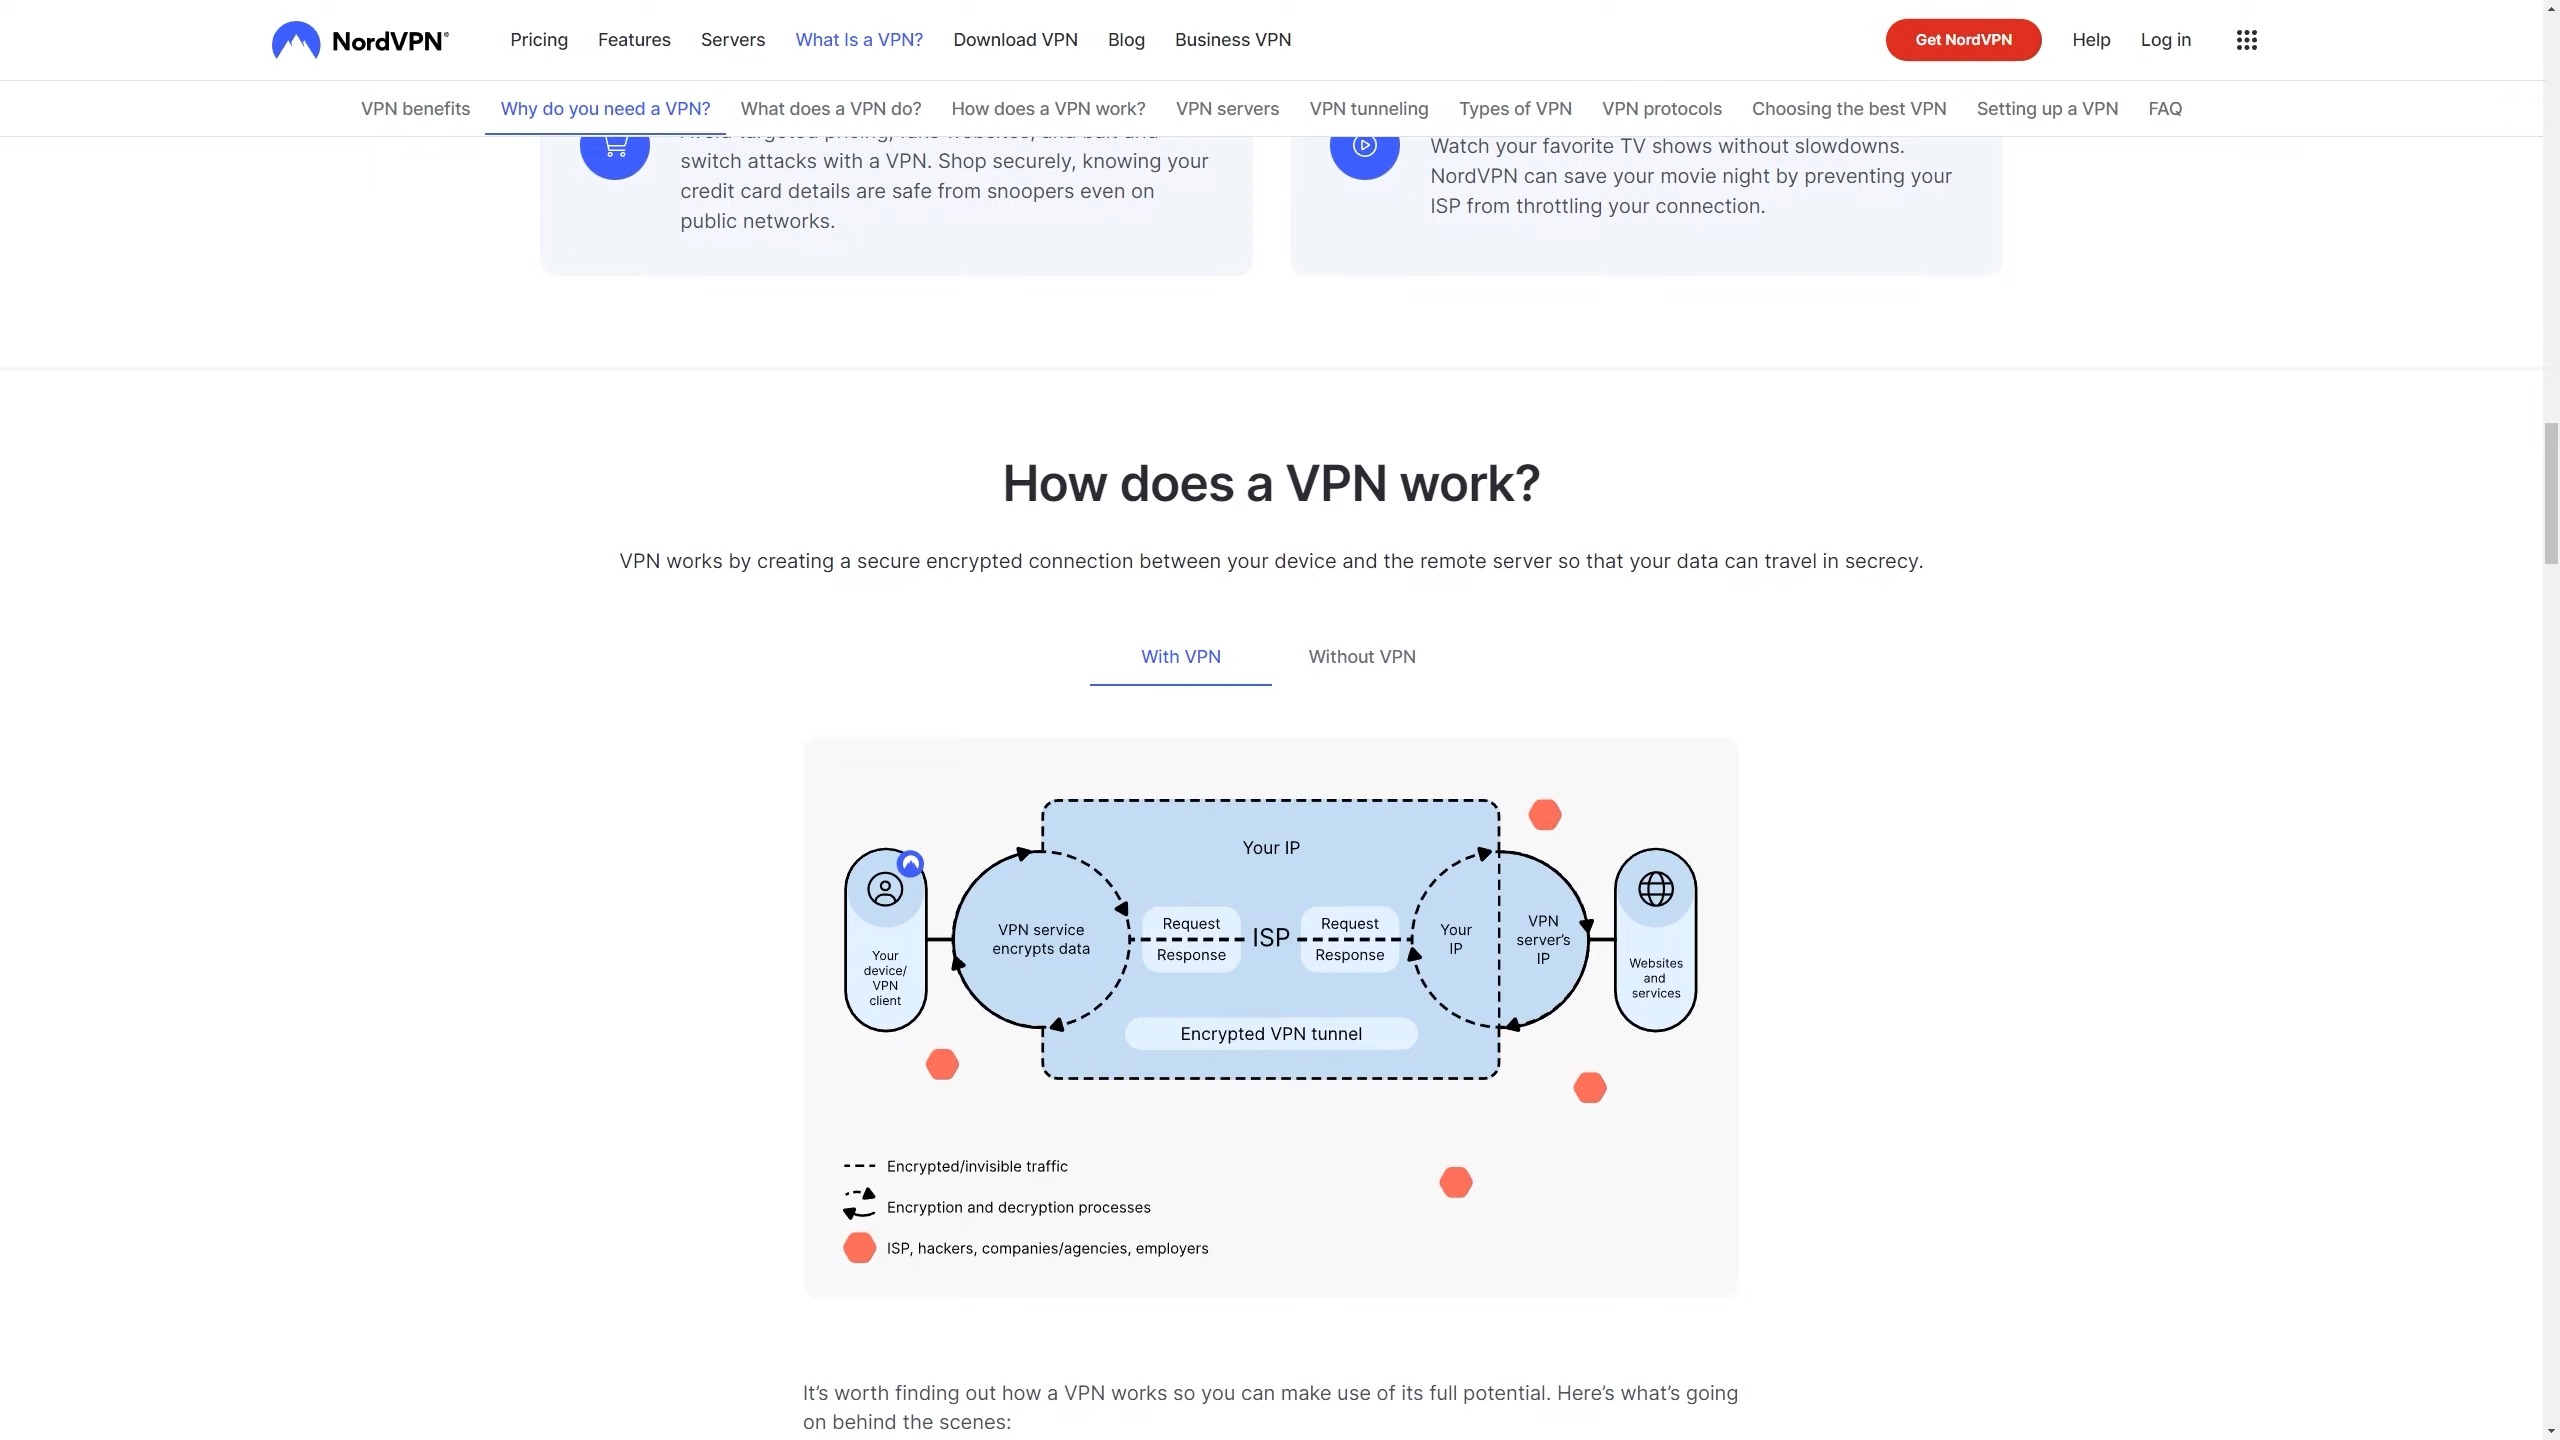 NordVPN®
Pricing
Features
Servers
What Is a VPN?
Download VPN
Blog
Business VPN
Get NordVPN
Help
Log in
VPN benefits
Why do you need a VPN?
What does a VPN do?
How does a VPN work?
VPN servers
VPN tunneling
Types of VPN
VPN protocols
Choosing the best VPN
Setting up a VPN
FAQ
Avoid targeted pricing, fake websites, and bait-and-
switch attacks with a VPN. Shop securely, knowing your
credit card details are safe from snoopers even on
public networks.
Watch your favorite TV shows without slowdowns.
NordVPN can save your movie night by preventing your
ISP from throttling your connection.
How does a VPN work?
VPN works by creating a secure encrypted connection between your device and the remote server so that your data can travel in secrecy.
With VPN
Without VPN
Your IP
Your
device/
VPN
client
VPN service
encrypts data
Request
Response
ISP
Request
Response
Your
IP
VPN
server's
IP
Websites
and
services
Encrypted VPN tunnel
Encrypted/invisible traffic
Encryption and decryption processes
ISP, hackers, companies/agencies, employers
It's worth finding out how a VPN works so you can make use of its full potential. Here's what's going
on behind the scenes: